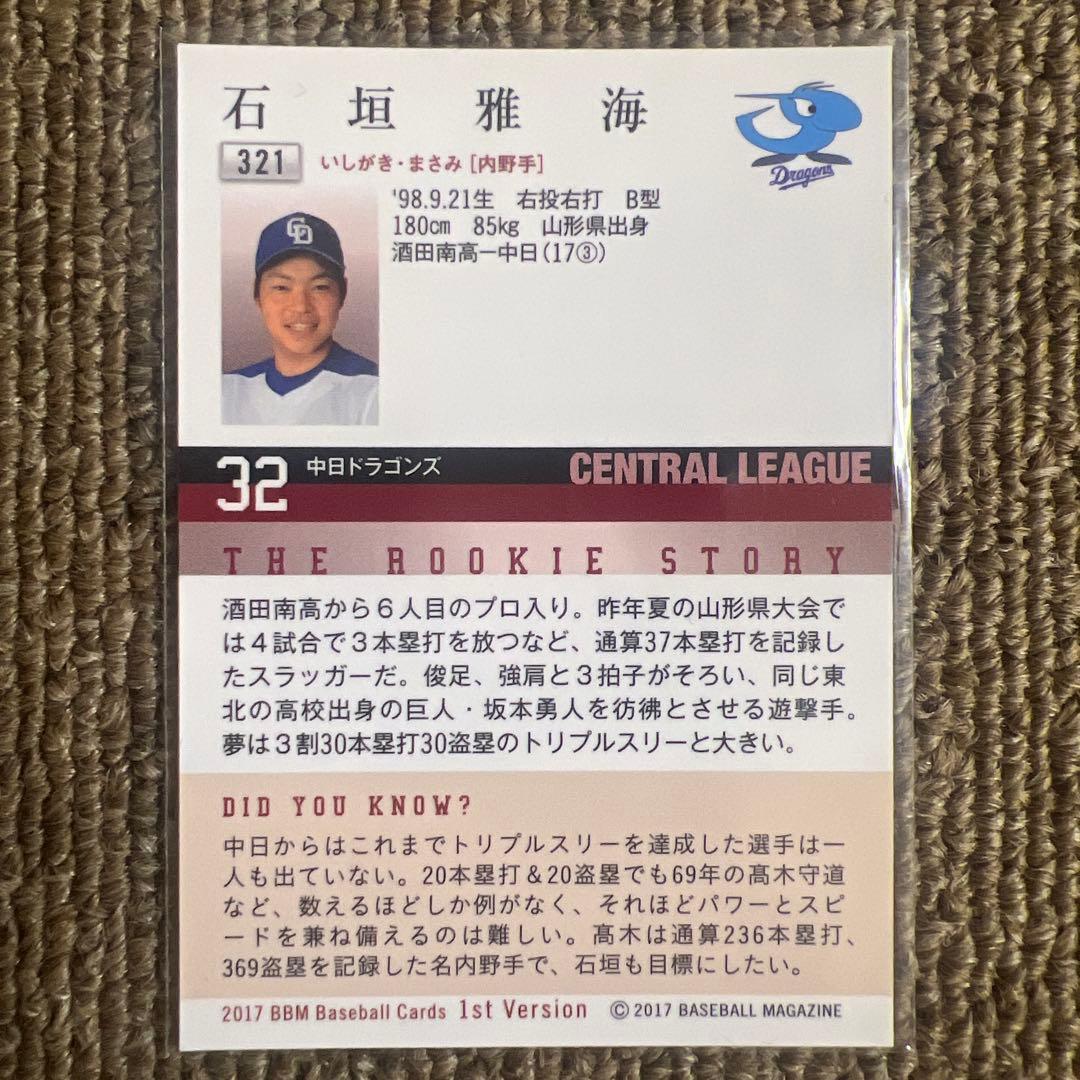 石垣雅海
321 いしがき・まさみ [内野手]
Dragons
'98.9.21生 右投右打 B型
180㎝ 85㎏ 山形県出身
酒田南高ー中日(17③)
CD
32 中日ドラゴンズ CENTRAL LEAGUE
THE ROOKIE STORY
酒田南高から6人目のプロ入り。昨年夏の山形県大会で
は4試合で3本塁打を放つなど、通算37本塁打を記録し
たスラッガーだ。俊足、強肩と3拍子がそろい、同じ東
北の高校出身の巨人・坂本勇人を彷彿とさせる遊撃手。
夢は3割30本塁打30盗塁のトリプルスリーと大きい。
DID YOU KNOW?
中日からはこれまでトリプルスリーを達成した選手は一
人も出ていない。20本塁打&20盗塁でも69年の髙木守道
など、数えるほどしか例がなく、それほどパワーとスピ
ードを兼ね備えるのは難しい。髙木は通算236本塁打、
369盗塁を記録した名内野手で、石垣も目標にしたい。
2017 BBM Baseball Cards 1st Version © 2017 BASEBALL MAGAZINE